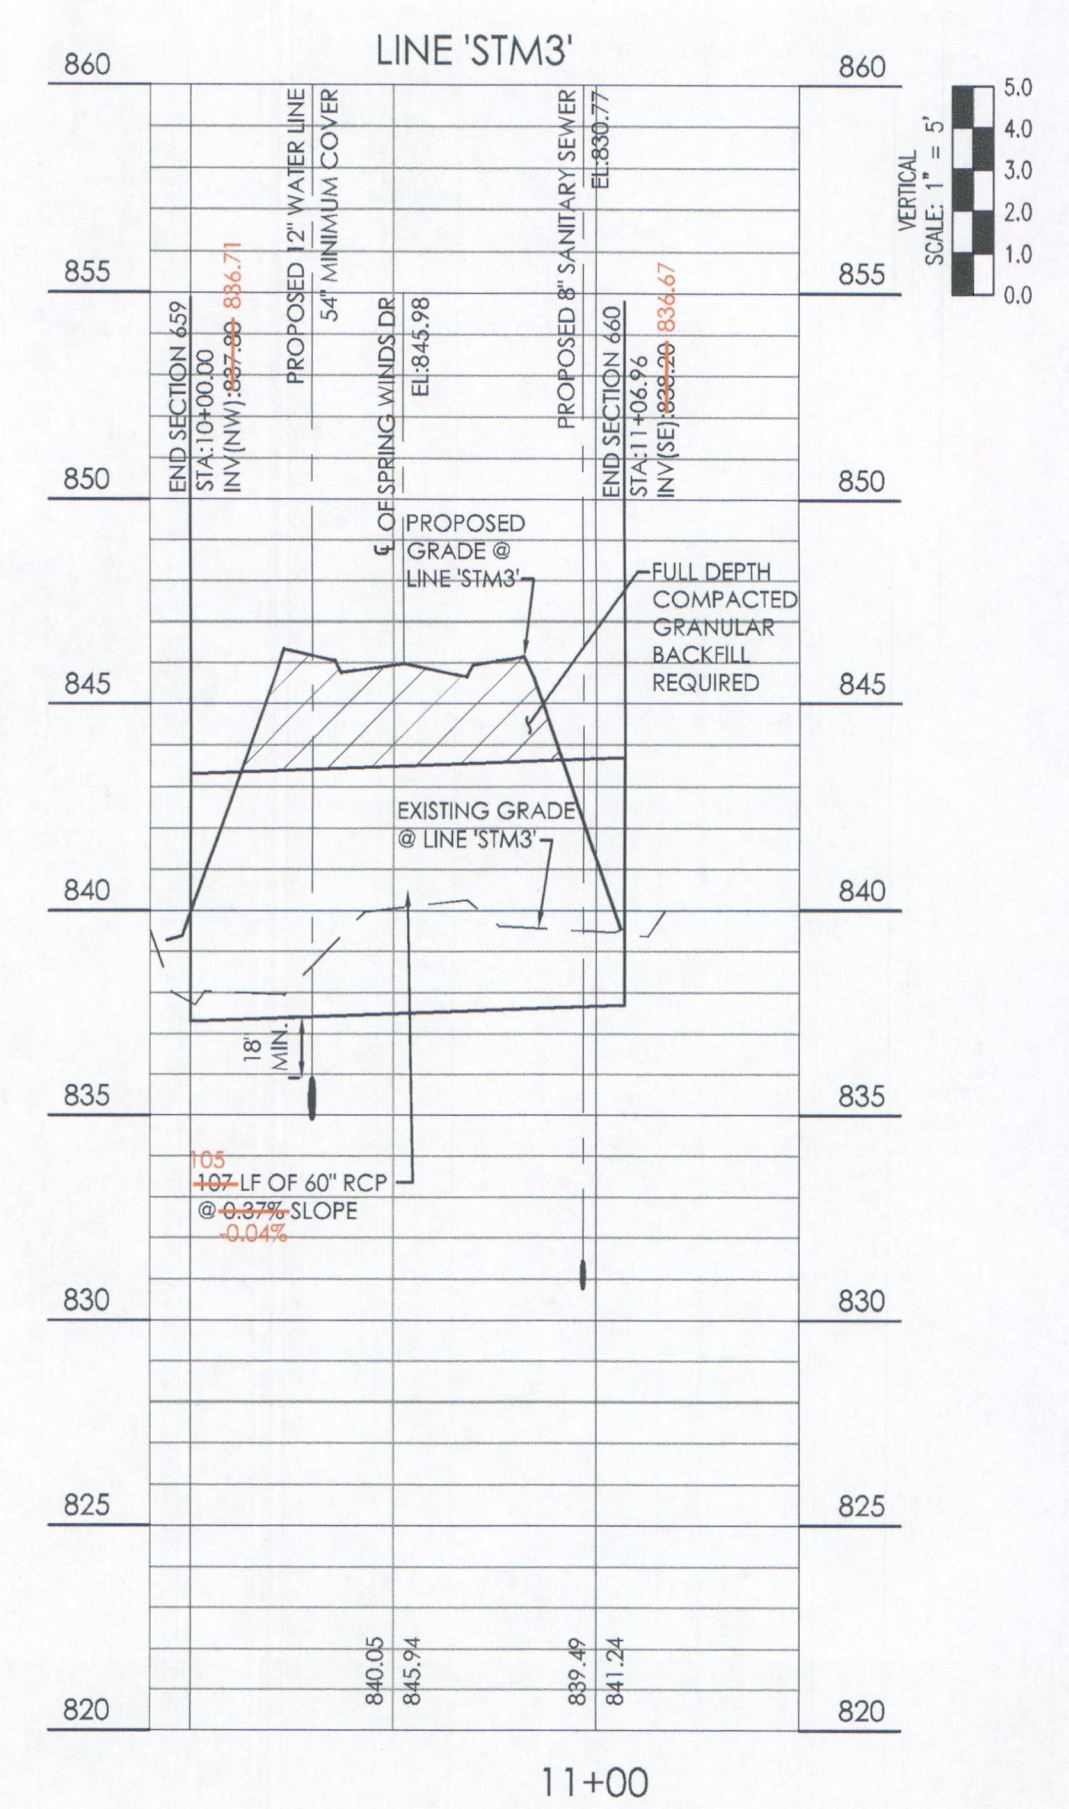 LINE 'STM3'
860
860
855
855
850
850
845
845
840
840
835
835
830
830
825
825
820
820
VERTICAL
SCALE: 1" = 5'
5.0
4.0
3.0
2.0
1.0
0.0
END SECTION 659
STA:10+00.00
INV(NW): 836.71
PROPOSED 12" WATER LINE
54" MINIMUM COVER
℄ OF SPRING WINDS DR
EL:845.98
PROPOSED 8" SANITARY SEWER
EL:830.77
END SECTION 660
STA:11+06.96
INV(SE):838.20 836.67
PROPOSED
GRADE @
LINE 'STM3'
FULL DEPTH
COMPACTED
GRANULAR
BACKFILL
REQUIRED
EXISTING GRADE
@ LINE 'STM3'
18"
MIN.
105
107 LF OF 60" RCP
@ 0.37% SLOPE
-0.04%
840.05
845.94
839.49
841.24
11+00